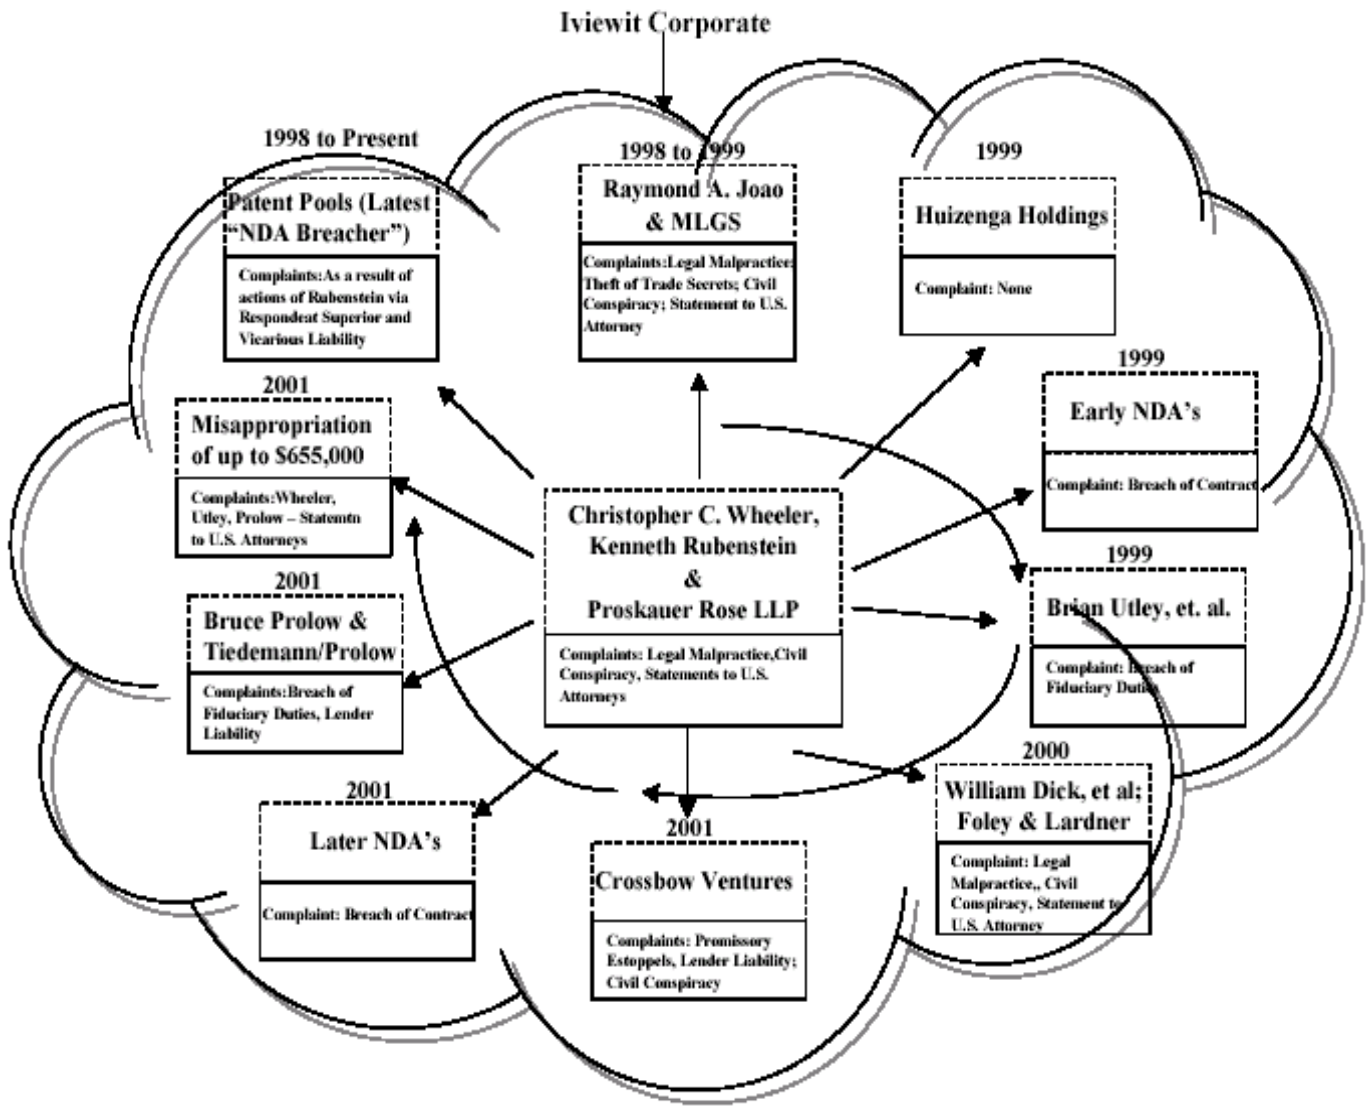 Iviewit Corporate
1998 to Present
Patent Pools (Latest
“NDA Breacher”)
Complaints:As a result of
actions of Rubenstein via
Respondeat Superior and
Vicarious Liability
1998 to 1999
Raymond A. Joao
& MLGS
Complaints:Legal Malpractice;
Theft of Trade Secrets; Civil
Conspiracy; Statement to U.S.
Attorney
1999
Huizenga Holdings
Complaint: None
1999
Early NDA’s
Complaint: Breach of Contract
2001
Misappropriation
of up to $655,000
Complaints:Wheeler,
Utley, Prolow – Statemtn
to U.S. Attorneys
Christopher C. Wheeler,
Kenneth Rubenstein
&
Proskauer Rose LLP
Complaints: Legal Malpractice,Civil
Conspiracy, Statements to U.S.
Attorneys
1999
Brian Utley, et. al.
Complaint: Breach of
Fiduciary Dutie
2001
Bruce Prolow &
Tiedemann/Prolow
Complaints:Breach of
Fiduciary Duties, Lender
Liability
2000
William Dick, et al;
Foley & Lardner
Complaint: Legal
Malpractice,, Civil
Conspiracy, Statement to
U.S. Attorney
2001
Later NDA’s
Complaint: Breach of Contract
2001
Crossbow Ventures
Complaints: Promissory
Estoppels, Lender Liability;
Civil Conspiracy